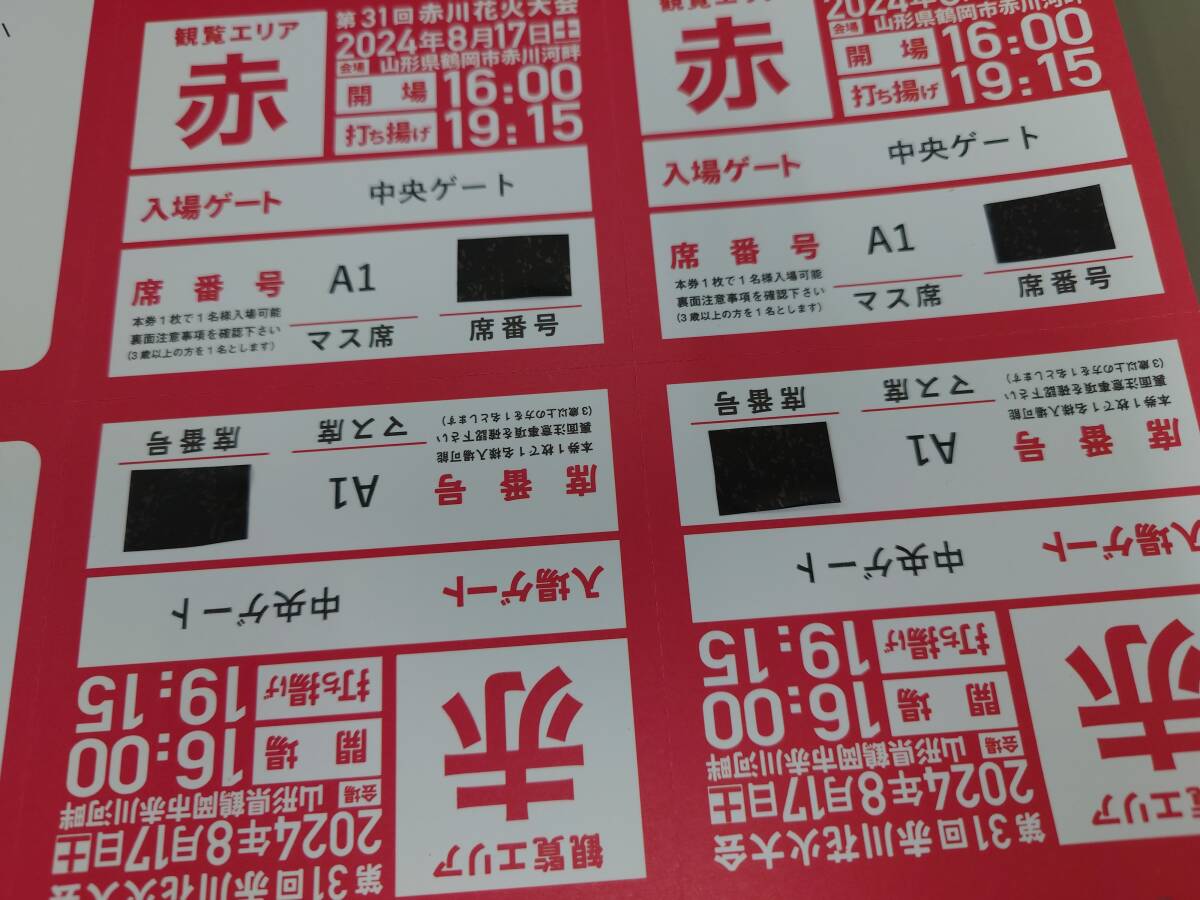 観覧エリア
赤
第31回赤川花火大会
2024年8月17日土
会場 山形県鶴岡市赤川河畔
開場 16:00
打ち揚げ 19:15
入場ゲート 中央ゲート
席番号 A1
本券1枚で1名様入場可能
裏面注意事項を確認下さい
(3歳以上の方を1名とします)
マス席 席番号
観覧エリア
赤
2024年8月
山形県鶴岡市赤川河畔
開場 16:00
打ち揚げ 19:15
入場ゲート 中央ゲート
席番号 A1
本券1枚で1名様入場可能
裏面注意事項を確認下さい
(3歳以上の方を1名とします)
マス席 席番号
観覧エリア
赤
第31回赤川花火大会
2024年8月17日土
会場 山形県鶴岡市赤川河畔
開場 16:00
打ち揚げ 19:15
入場ゲート 中央ゲート
席番号 A1
本券1枚で1名様入場可能
裏面注意事項を確認下さい
(3歳以上の方を1名とします)
マス席 席番号
覧エリア
赤
第31回赤川花火大会
2024年8月17日土
会場 山形県鶴岡市赤川河畔
開場 16:00
打ち揚げ 19:15
入場ゲート 中央ゲート
席番号 A1
本券1枚で1名様入場可能
裏面注意事項を確認下さい
(3歳以上の方を1名とします)
マス席 席番号